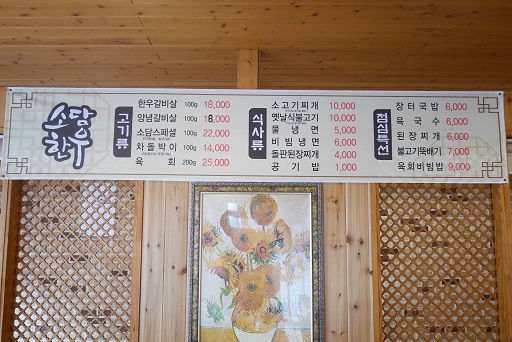 소담
한우
고기류
한우갈비살 100g 18,000
양념갈비살 100g 18,000
소담스페셜 100g 22,000
차돌박이 100g 14,000
육회 200g 25,000
식사류
소고기찌개 10,000
옛날식불고기 10,000
물냉면 5,000
비빔냉면 6,000
돌판된장찌개 4,000
공기밥 1,000
점심특선
장터국밥 6,000
육국수 6,000
된장찌개 6,000
불고기뚝배기 7,000
육회비빔밥 9,000